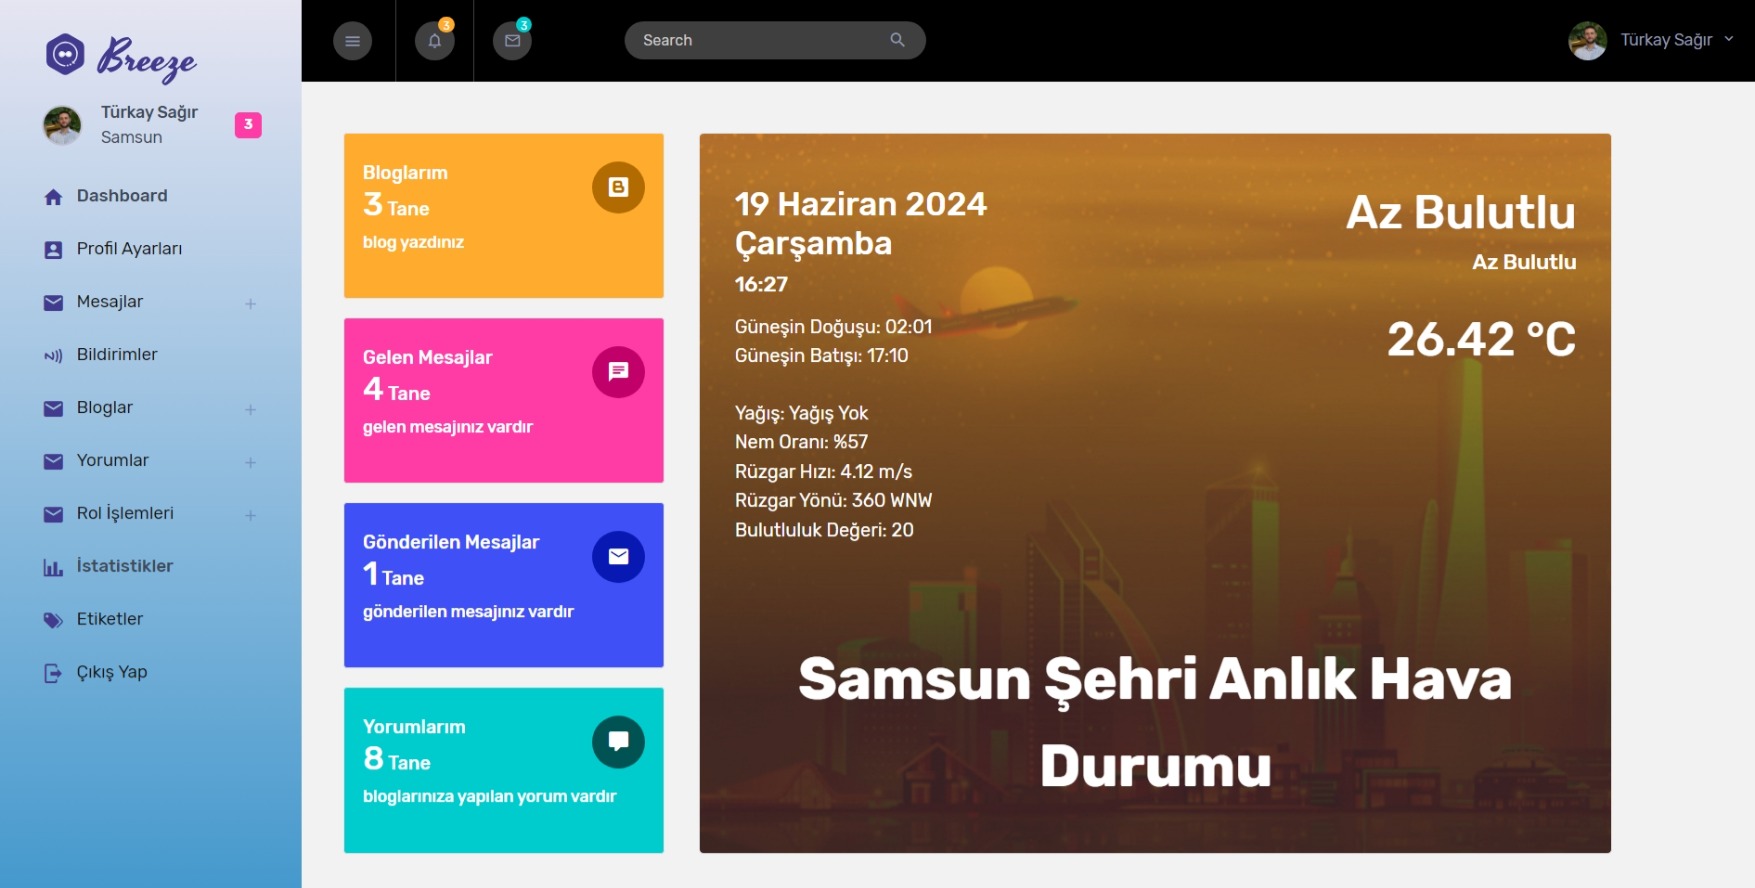 Breeze
Türkay Sağır
Samsun
3
Dashboard
Profil Ayarları
Mesajlar
Bildirimler
Bloglar
Yorumlar
Rol İşlemleri
İstatistikler
Etiketler
Çıkış Yap
3
3
Search
Türkay Sağır
Bloglarım
3 Tane
blog yazdınız
Gelen Mesajlar
4 Tane
gelen mesajınız vardır
Gönderilen Mesajlar
1 Tane
gönderilen mesajınız vardır
Yorumlarım
8 Tane
bloglarınıza yapılan yorum vardır
19 Haziran 2024
Çarşamba
16:27
Güneşin Doğuşu: 02:01
Güneşin Batışı: 17:10
Yağış: Yağış Yok
Nem Oranı: %57
Rüzgar Hızı: 4.12 m/s
Rüzgar Yönü: 360 WNW
Bulutluluk Değeri: 20
Az Bulutlu
Az Bulutlu
26.42 °C
Samsun Şehri Anlık Hava
Durumu